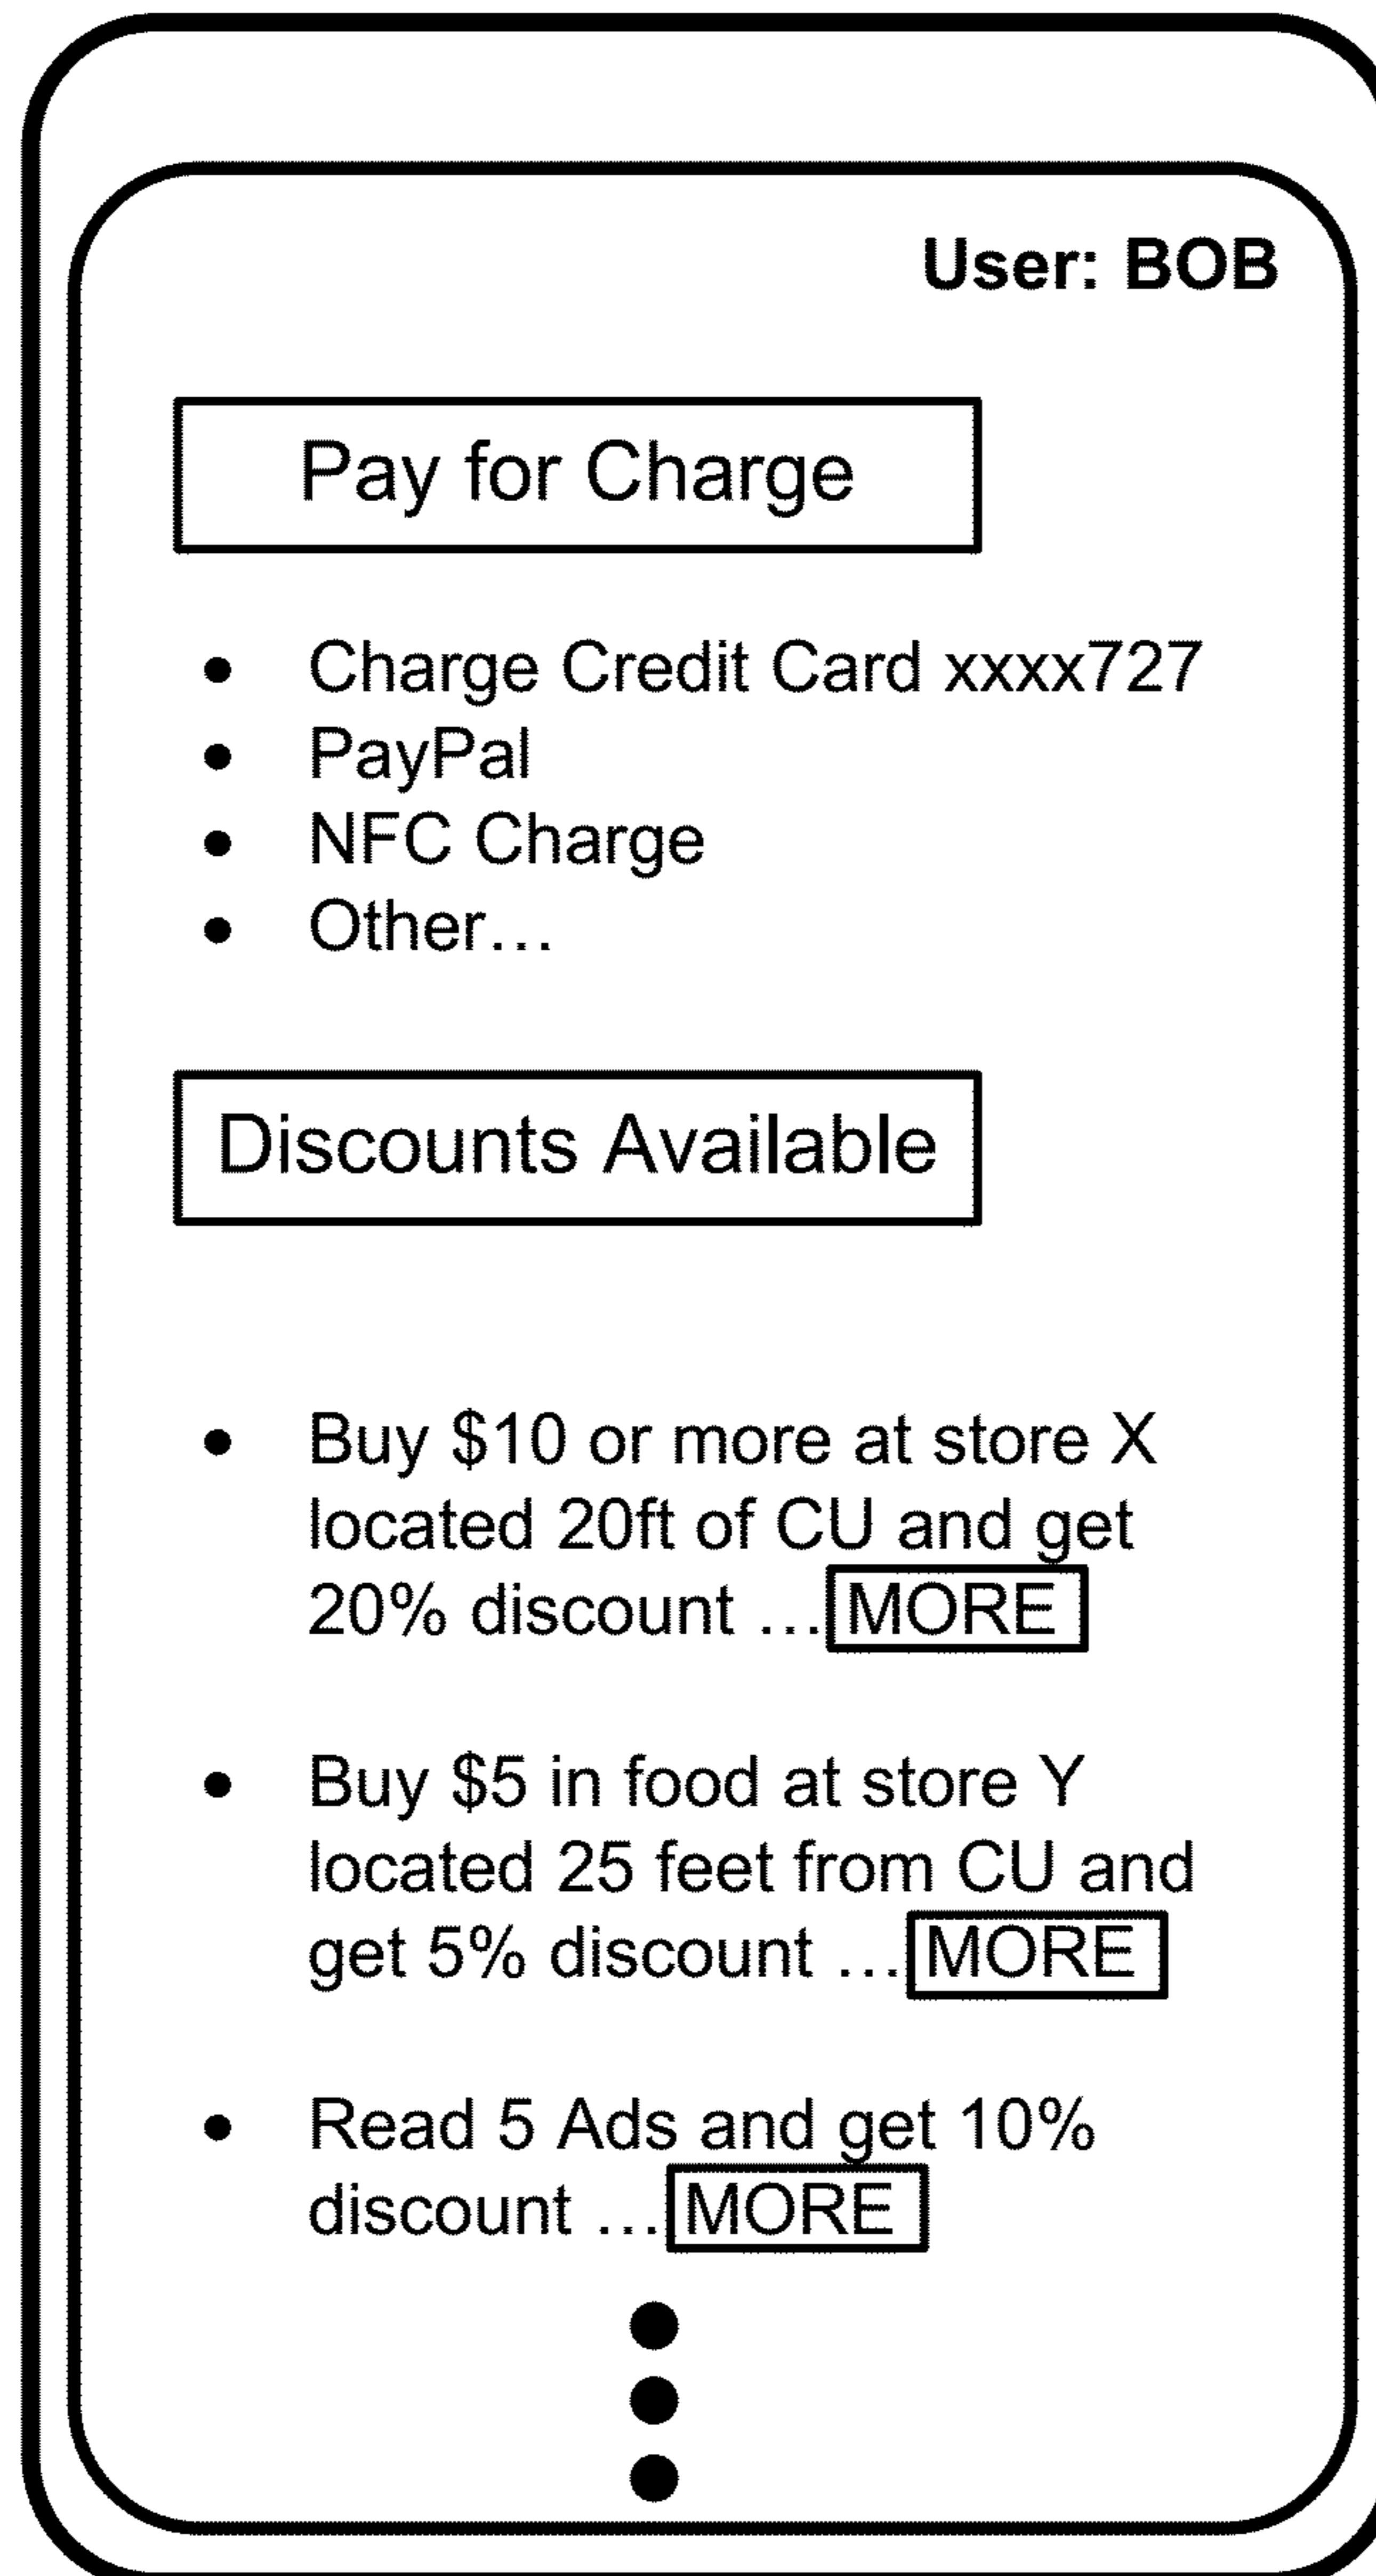 User: BOB
Pay for Charge
• Charge Credit Card xxxx727
• PayPal
• NFC Charge
• Other…
Discounts Available
• Buy $10 or more at store X
located 20ft of CU and get
20% discount … MORE
• Buy $5 in food at store Y
located 25 feet from CU and
get 5% discount … MORE
• Read 5 Ads and get 10%
discount … MORE